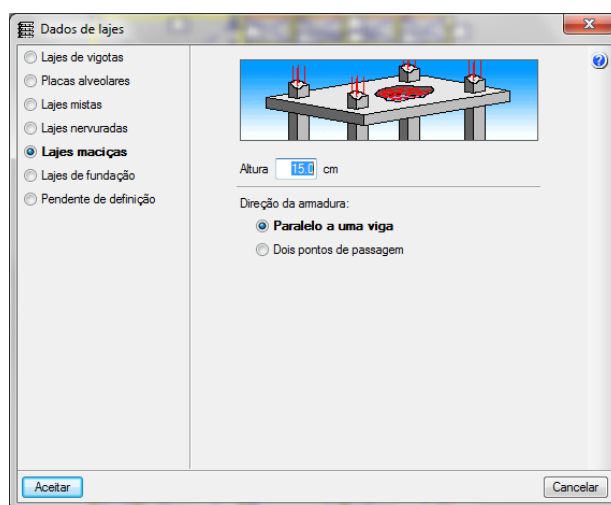 Dados de lajes
Lajes de vigotas
Placas alveolares
Lajes mistas
Lajes nervuradas
Lajes maciças
Lajes de fundação
Pendente de definição
Altura 15.0 cm
Direção da armadura:
Paralelo a uma viga
Dois pontos de passagem
Aceitar
Cancelar